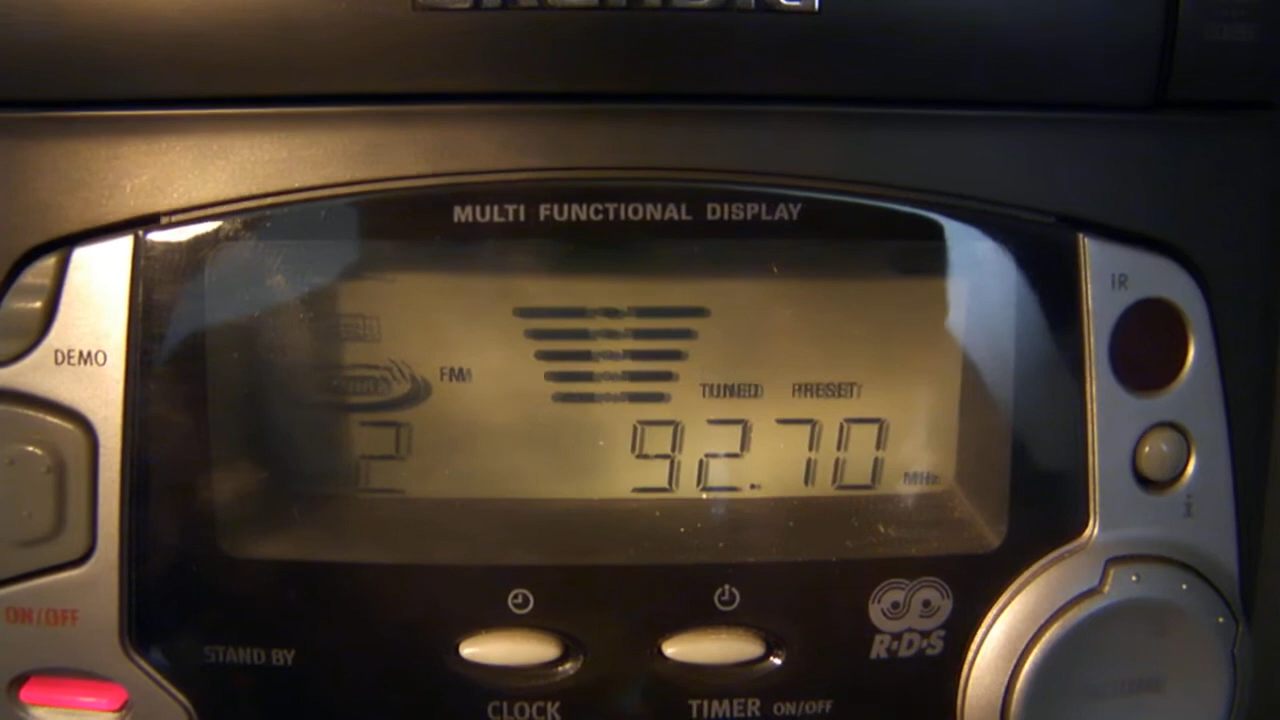 MULTI FUNCTIONAL DISPLAY
IR
DEMO
FM
TUNED PRESET
2 92.70 MHz
i
ON/OFF
R·D·S
STAND BY
CLOCK
TIMER ON/OFF